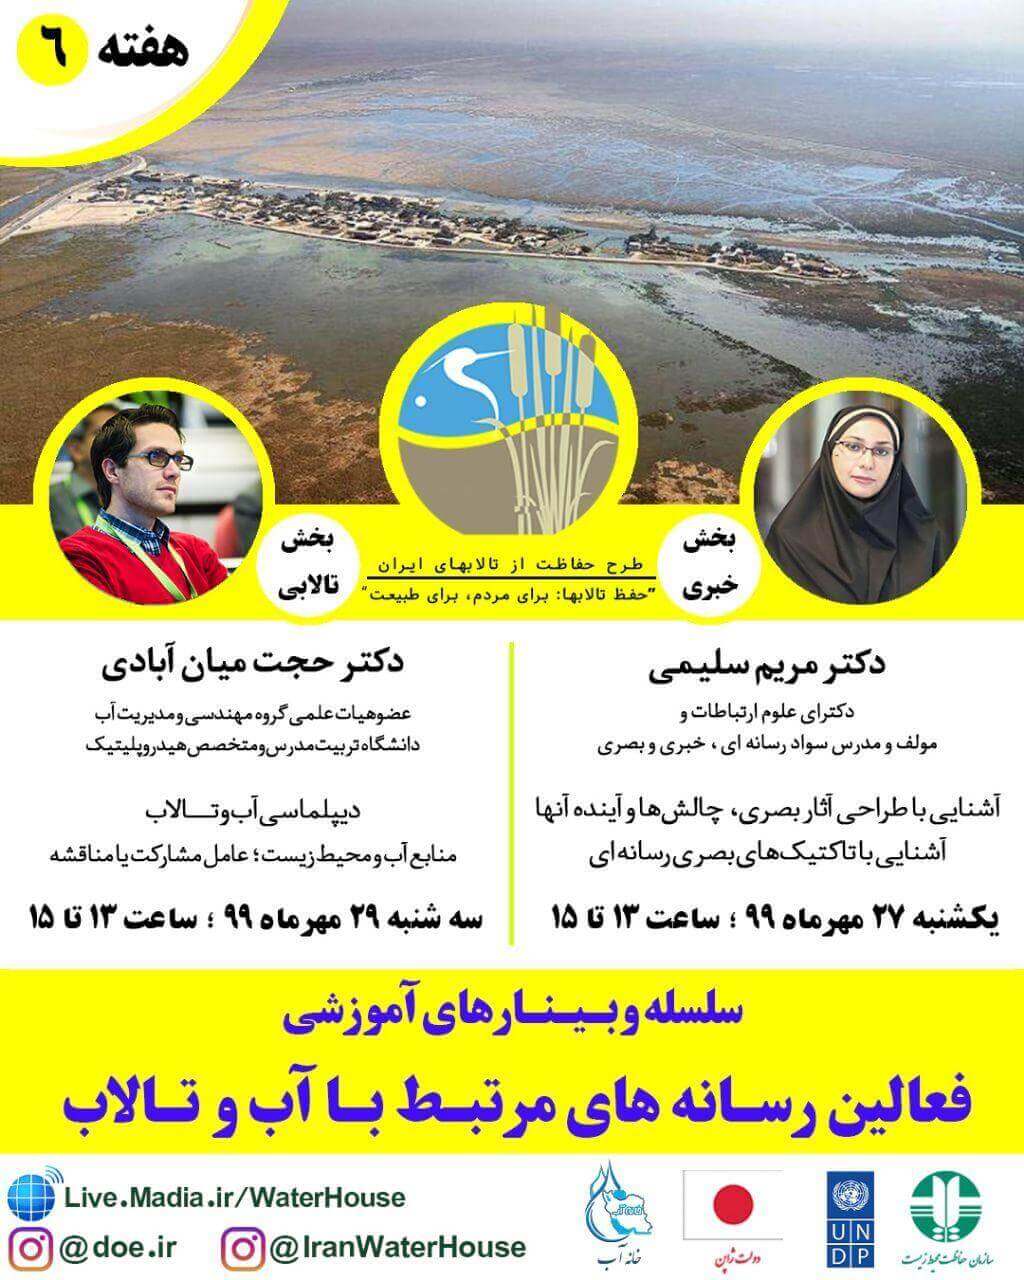 هفته ۶
بخش
تالابی
بخش
خبری
طرح حفاظت از تالابهای ایران
"حفظ تالابها: برای مردم، برای طبیعت"
دکتر مریم سلیمی
دکترای علوم ارتباطات و
مولف و مدرس سواد رسانه ای ، خبری و بصری
آشنایی با طراحی آثار بصری، چالش‌ها و آینده آنها
آشنایی با تاکتیک‌های بصری رسانه‌ای
یکشنبه ۲۷ مهرماه ۹۹ ؛ ساعت ۱۳ تا ۱۵
دکتر حجت میان آبادی
عضوهیات علمی گروه مهندسی و مدیریت آب
دانشگاه تربیت مدرس و متخصص هیدروپلیتیک
دیپلماسی آب و تالاب
منابع آب و محیط زیست؛ عامل مشارکت یا مناقشه
سه شنبه ۲۹ مهرماه ۹۹ ؛ ساعت ۱۳ تا ۱۵
سلسله وبینارهای آموزشی
فعالین رسانه های مرتبط با آب و تالاب
Live.Madia.ir/WaterHouse
@doe.ir @IranWaterHouse
خانه آب
دولت ژاپن
UN
DP
سازمان حفاظت محیط زیست